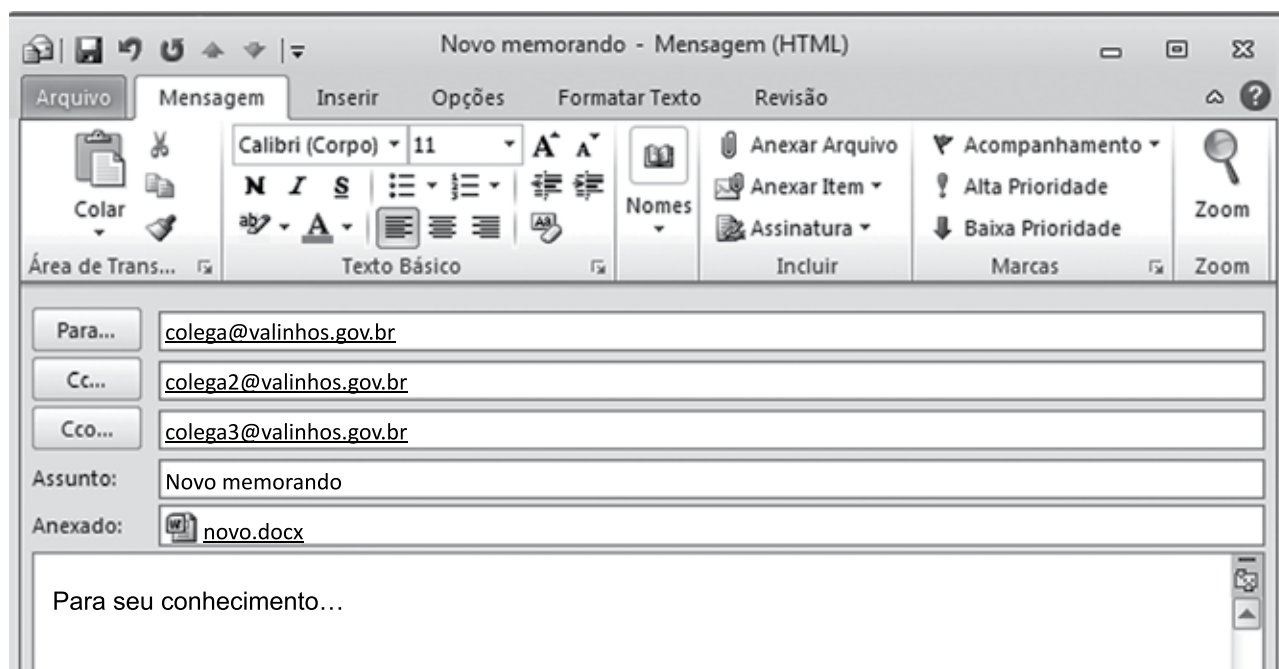 Novo memorando - Mensagem (HTML)
Arquivo Mensagem Inserir Opções Formatar Texto Revisão
Colar
Área de Trans...
Calibri (Corpo) 11
N I S
Texto Básico
Nomes
Anexar Arquivo
Anexar Item
Assinatura
Incluir
Acompanhamento
Alta Prioridade
Baixa Prioridade
Marcas
Zoom
Zoom
Para... colega@valinhos.gov.br
Cc... colega2@valinhos.gov.br
Cco... colega3@valinhos.gov.br
Assunto: Novo memorando
Anexado: novo.docx
Para seu conhecimento…